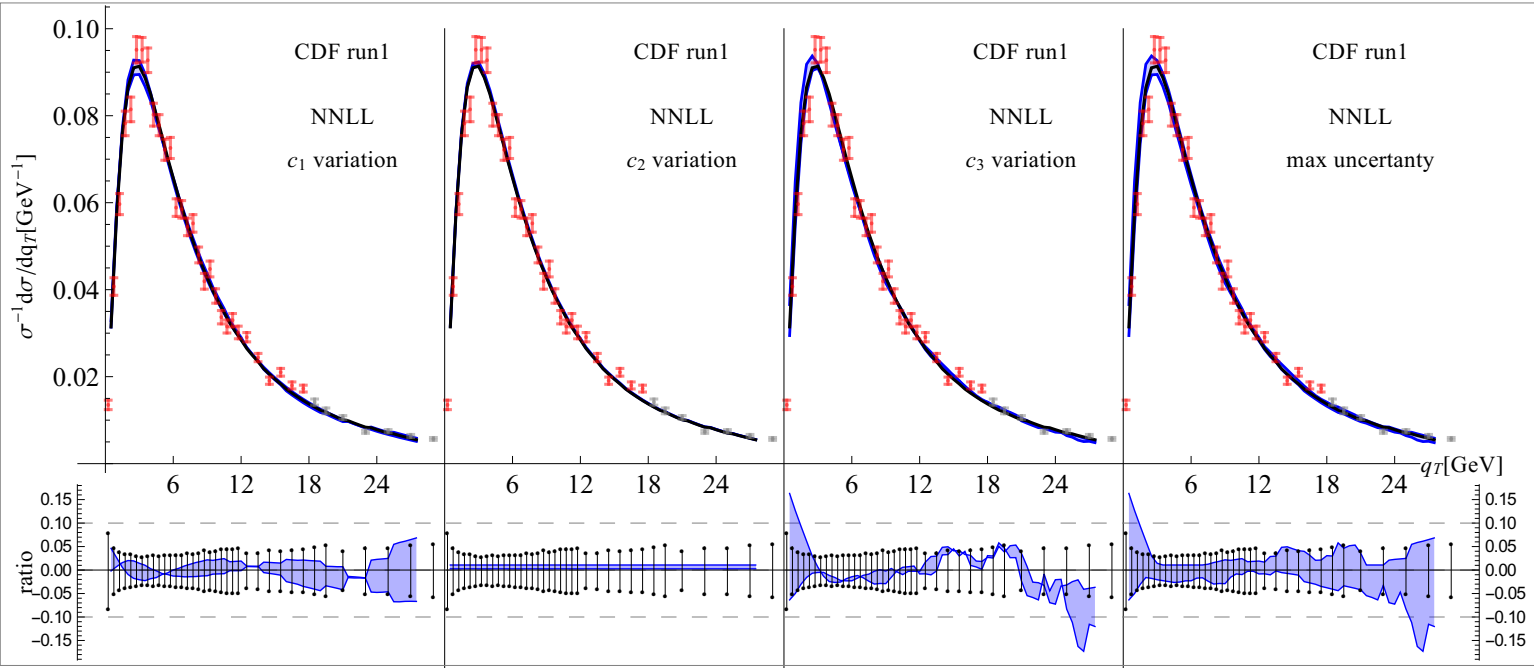 CDF run1
NNLL
c₁ variation
CDF run1
NNLL
c₂ variation
CDF run1
NNLL
c₃ variation
CDF run1
NNLL
max uncertanty
σ⁻¹dσ/dq_T[GeV⁻¹]
0.10
0.08
0.06
0.04
0.02
6 12 18 24
6 12 18 24
6 12 18 24
6 12 18 24
q_T[GeV]
ratio
0.15
0.10
0.05
0.00
−0.05
−0.10
−0.15
0.15
0.10
0.05
0.00
−0.05
−0.10
−0.15